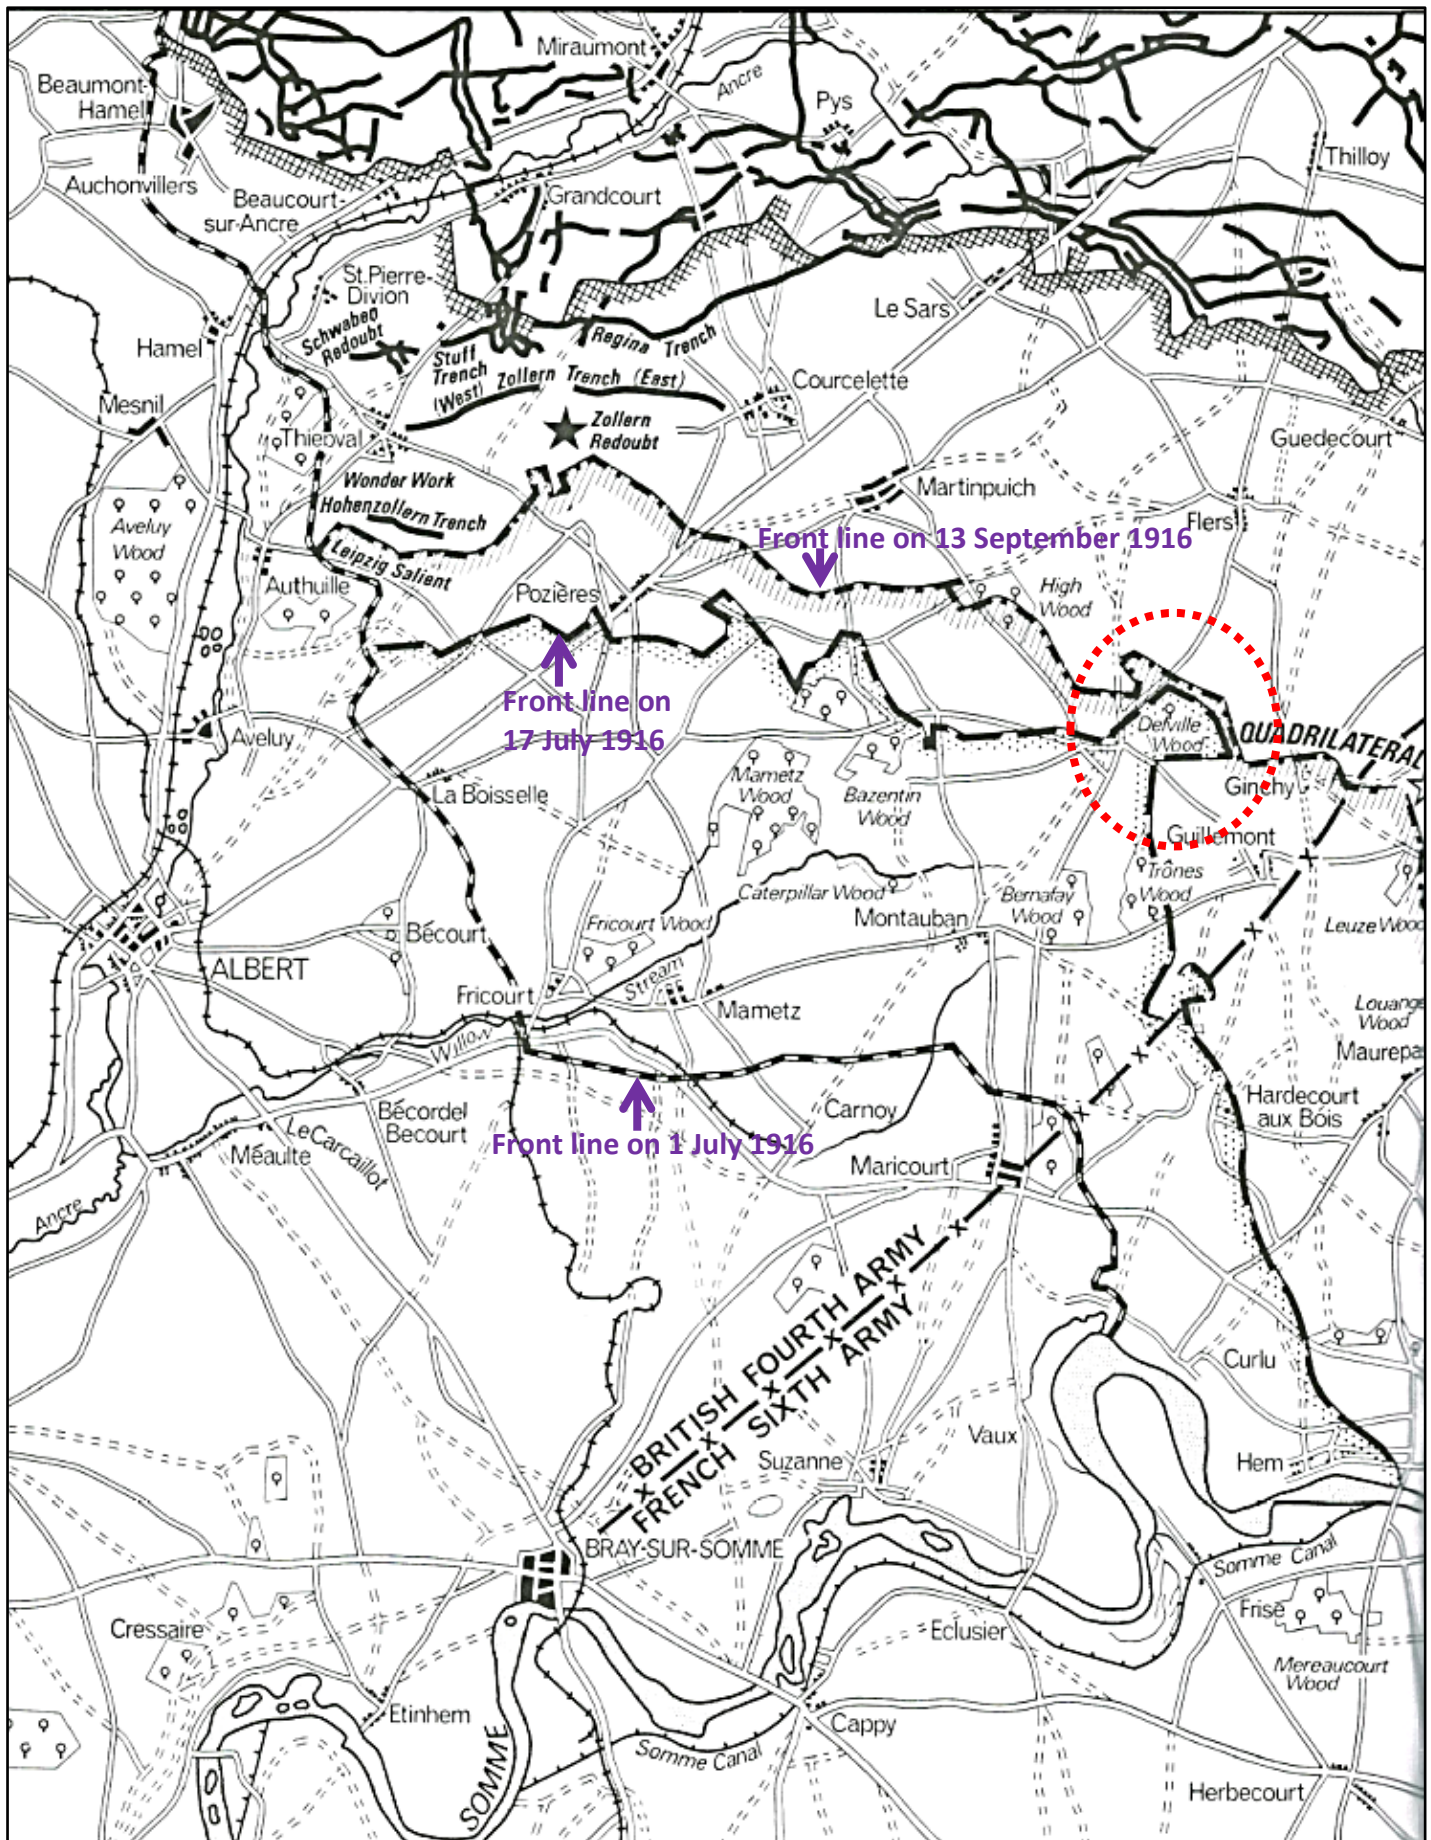 Miraumont
Beaumont-
Hamel
Ancre
Pys
Thilloy
Auchonvillers
Beaucourt-
sur-Ancre
Grandcourt
St.Pierre-
Divion
Schwaben
Redoubt
Le Sars
Hamel
Regina Trench
Stuff
Trench
(West)
Zollern Trench (East)
Courcelette
Mesnil
Zollern
Redoubt
Thiepval
Guedecourt
Wonder Work
Martinpuich
Hohenzollern Trench
Flers
Aveluy
Wood
Front line on 13 September 1916
Leipzig Salient
Authuille
Pozières
High
Wood
Front line on
17 July 1916
Delville
Wood
QUADRILATERAL
Aveluy
Mametz
Wood
La Boisselle
Bazentin
Wood
Ginchy
Guillemont
Caterpillar Wood
Trônes
Wood
Bernafay
Wood
Montauban
Fricourt Wood
Leuze Wood
Bécourt
ALBERT
Stream
Fricourt
Mametz
Louange
Wood
Willow
Maurepa
Hardecourt
aux Bois
Carnoy
Bécordel
Becourt
Front line on 1 July 1916
Le Carcaillot
Méaulte
Maricourt
Ancre
BRITISH FOURTH ARMY
FRENCH SIXTH ARMY
Curlu
Vaux
Suzanne
Hem
BRAY-SUR-SOMME
Somme Canal
Frise
Cressaire
Eclusier
Mereaucourt
Wood
Etinhem
Cappy
Somme Canal
SOMME
Herbecourt